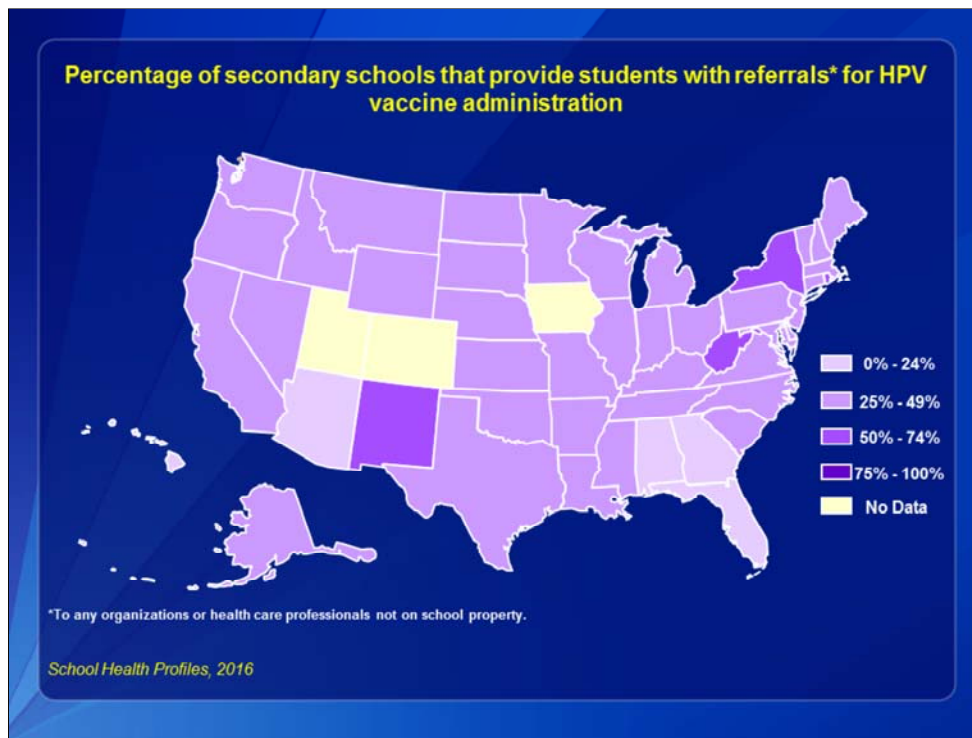 Percentage of secondary schools that provide students with referrals* for HPV
vaccine administration
0% - 24%
25% - 49%
50% - 74%
75% - 100%
No Data
*To any organizations or health care professionals not on school property.
School Health Profiles, 2016